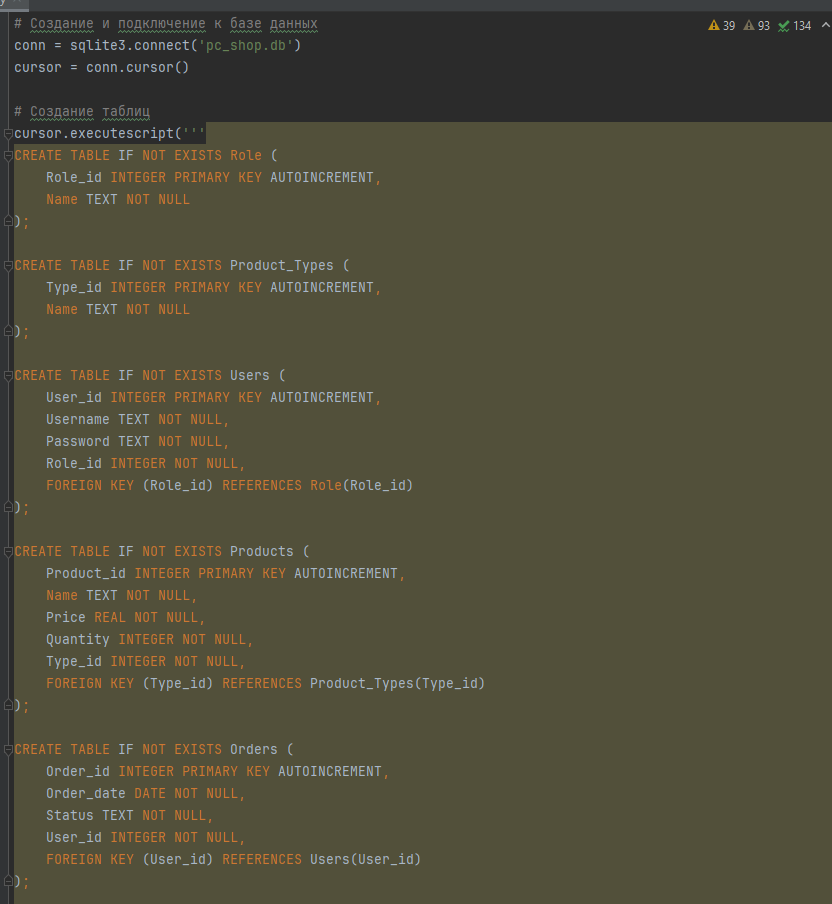 # Создание и подключение к базе данных
39 93 134
conn = sqlite3.connect('pc_shop.db')
cursor = conn.cursor()
# Создание таблиц
cursor.executescript('''
CREATE TABLE IF NOT EXISTS Role (
    Role_id INTEGER PRIMARY KEY AUTOINCREMENT,
    Name TEXT NOT NULL
);
CREATE TABLE IF NOT EXISTS Product_Types (
    Type_id INTEGER PRIMARY KEY AUTOINCREMENT,
    Name TEXT NOT NULL
);
CREATE TABLE IF NOT EXISTS Users (
    User_id INTEGER PRIMARY KEY AUTOINCREMENT,
    Username TEXT NOT NULL,
    Password TEXT NOT NULL,
    Role_id INTEGER NOT NULL,
    FOREIGN KEY (Role_id) REFERENCES Role(Role_id)
);
CREATE TABLE IF NOT EXISTS Products (
    Product_id INTEGER PRIMARY KEY AUTOINCREMENT,
    Name TEXT NOT NULL,
    Price REAL NOT NULL,
    Quantity INTEGER NOT NULL,
    Type_id INTEGER NOT NULL,
    FOREIGN KEY (Type_id) REFERENCES Product_Types(Type_id)
);
CREATE TABLE IF NOT EXISTS Orders (
    Order_id INTEGER PRIMARY KEY AUTOINCREMENT,
    Order_date DATE NOT NULL,
    Status TEXT NOT NULL,
    User_id INTEGER NOT NULL,
    FOREIGN KEY (User_id) REFERENCES Users(User_id)
);